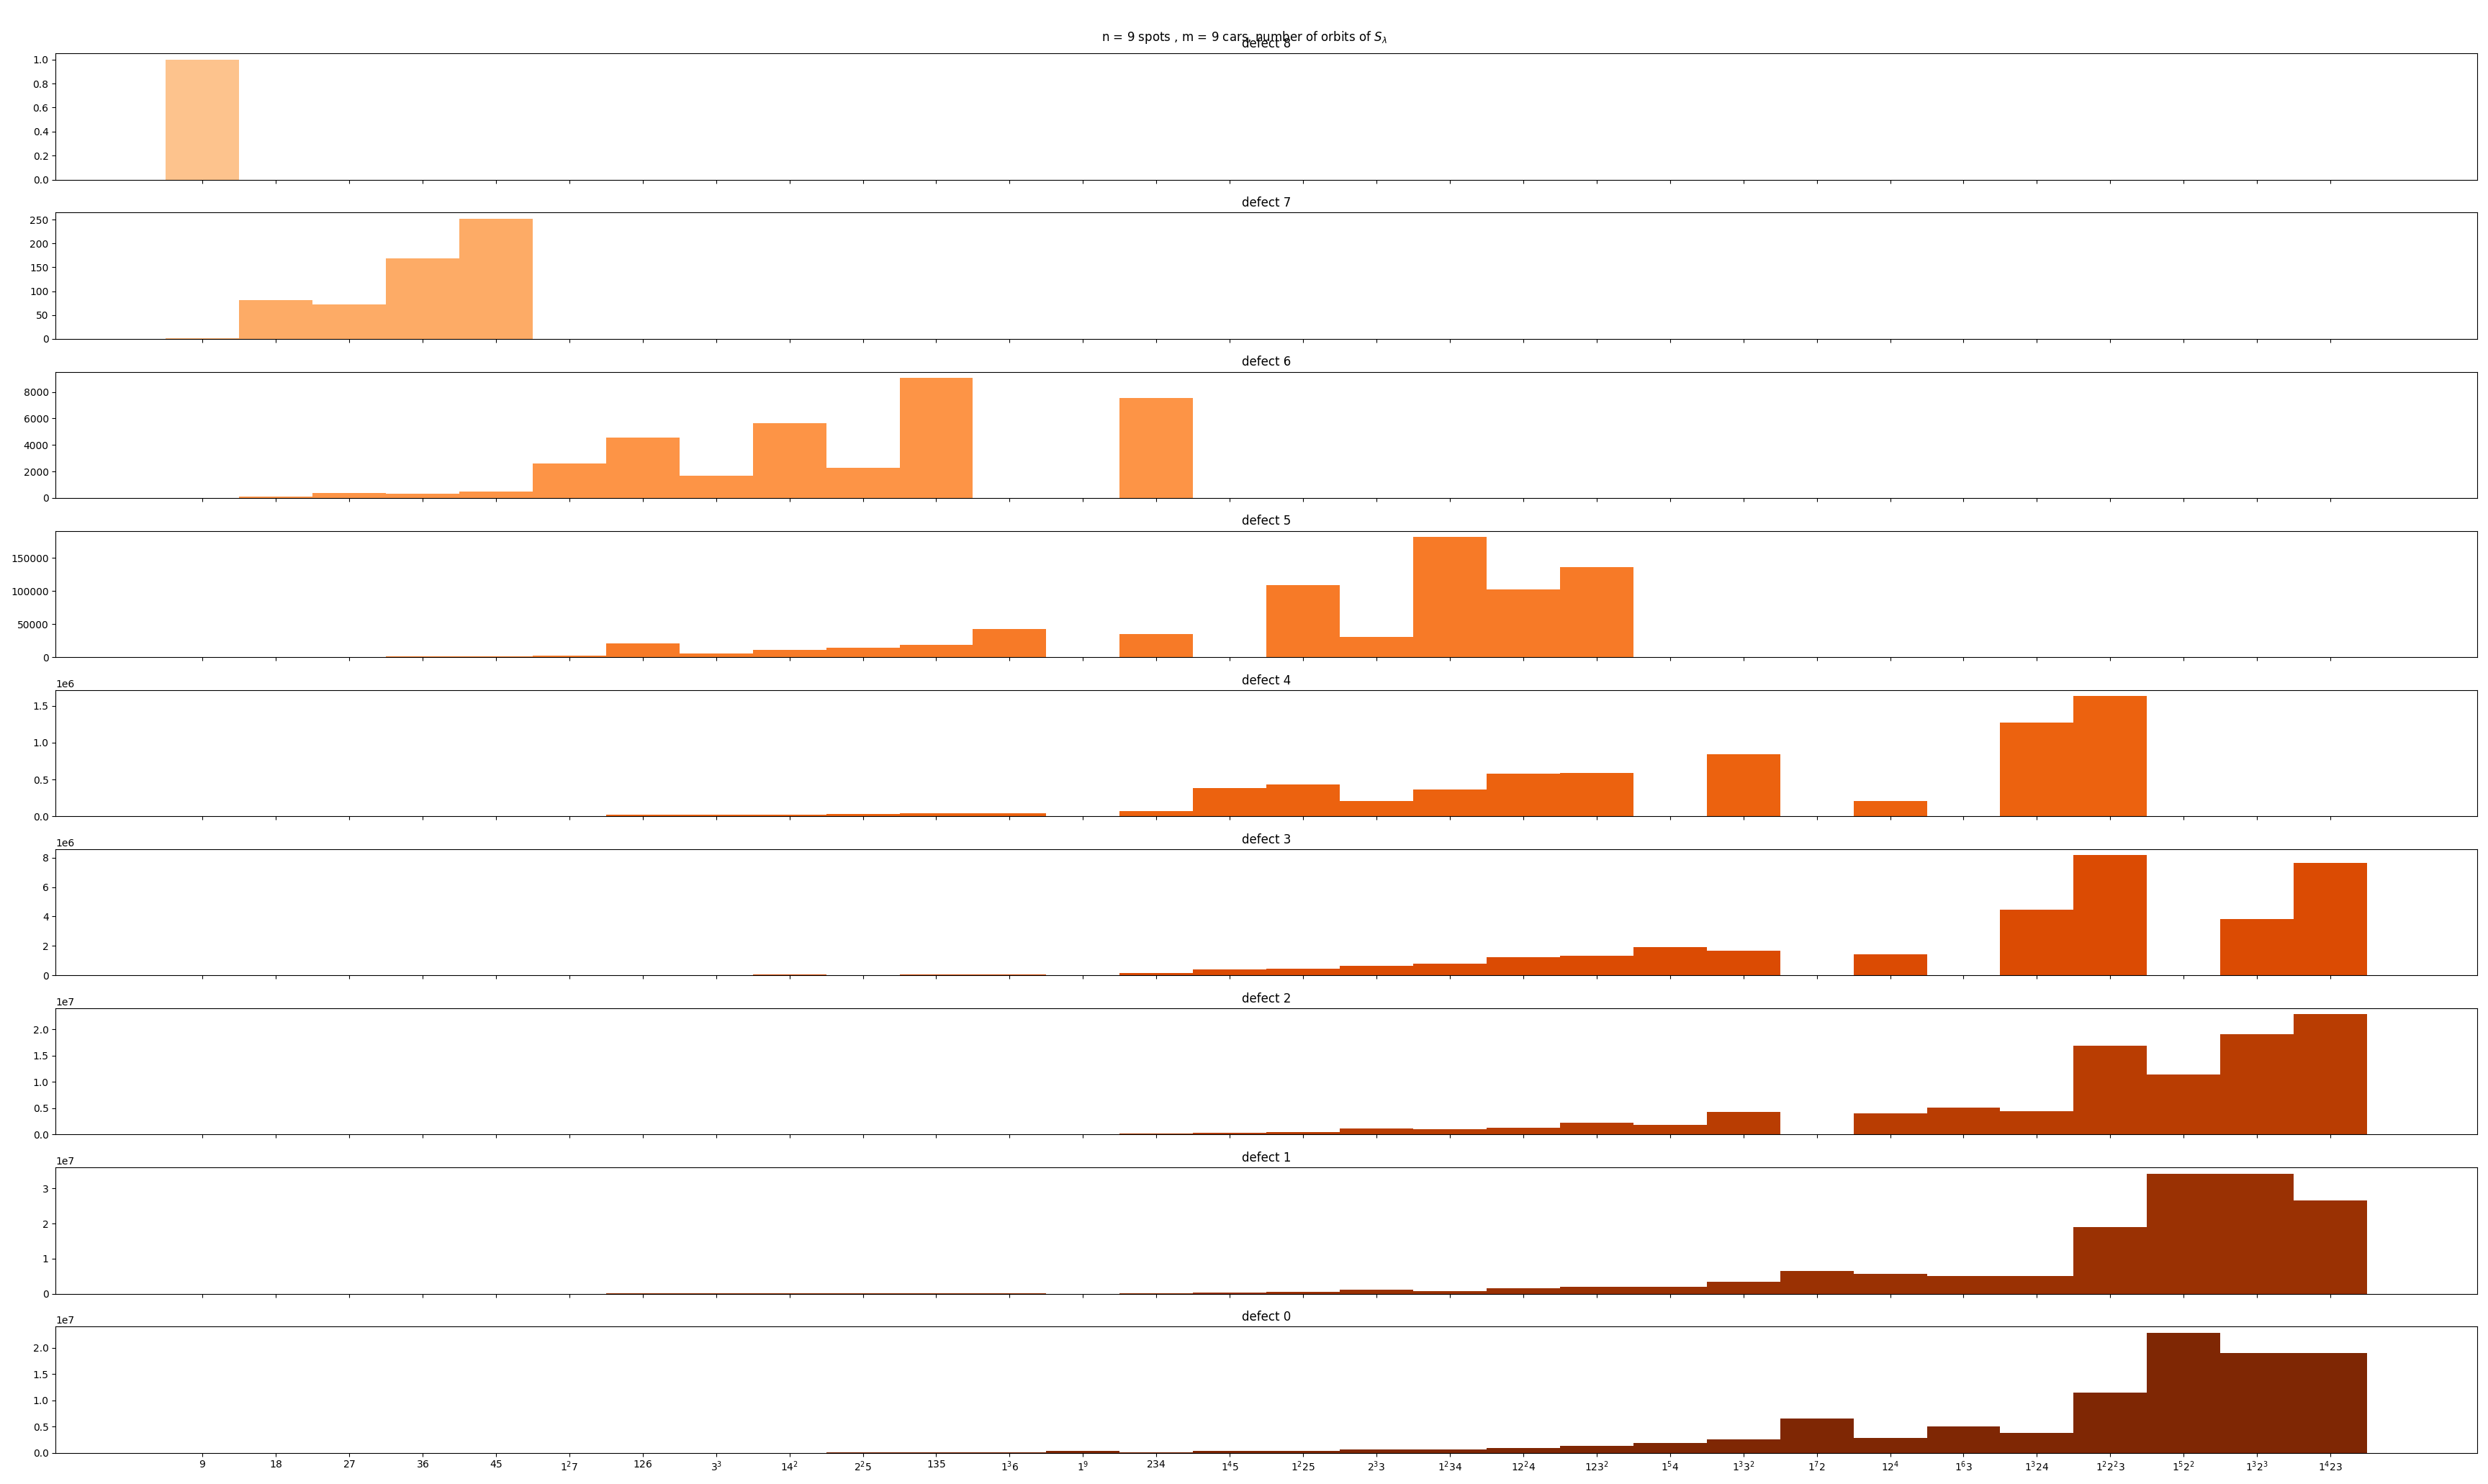 n = 9 spots , m = 9 cars, number of orbits of $S_λ$
defect 8
1.0
0.8
0.6
0.4
0.2
0.0
defect 7
250
200
150
100
50
0
defect 6
8000
6000
4000
2000
0
defect 5
150000
100000
50000
0
1e6
defect 4
1.5
1.0
0.5
0.0
1e6
defect 3
8
6
4
2
0
1e7
defect 2
2.0
1.5
1.0
0.5
0.0
1e7
defect 1
3
2
1
0
1e7
defect 0
2.0
1.5
1.0
0.5
0.0
9 18 27 36 45 1²7 126 3³ 14² 2²5 135 1³6 1⁹ 234 1⁴5 1²25 2³3 1²34 12²4 123² 1⁵4 1³3² 1⁷2 12⁴ 1⁶3 1³24 1²2²3 1⁵2² 1³2³ 1⁴23